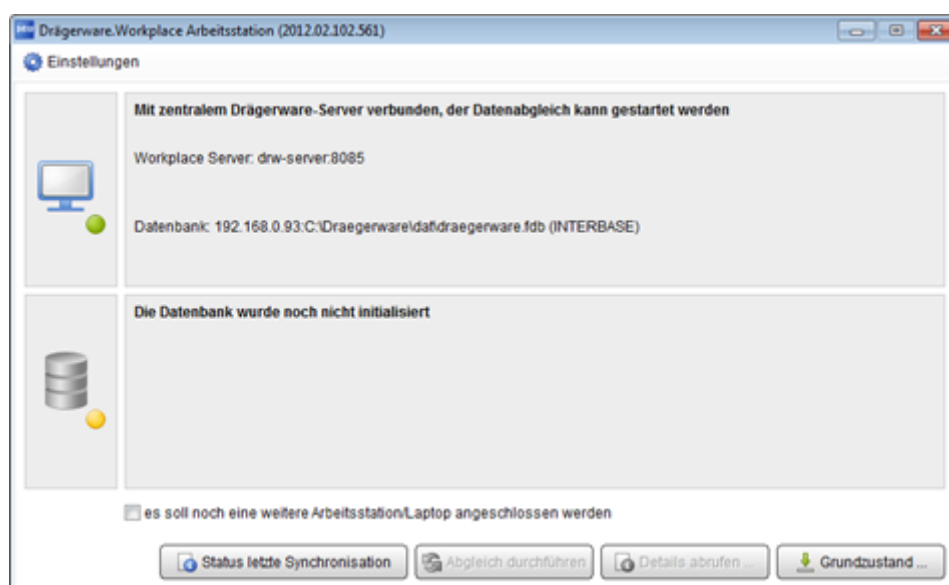 Drägerware.Workplace Arbeitsstation (2012.02.102.561)
Einstellungen
Mit zentralem Drägerware-Server verbunden, der Datenabgleich kann gestartet werden
Workplace Server: drw-server:8085
Datenbank: 192.168.0.93:C:\Draegerware\dat\draegerware.fdb (INTERBASE)
Die Datenbank wurde noch nicht initialisiert
es soll noch eine weitere Arbeitsstation/Laptop angeschlossen werden
Status letzte Synchronisation
Abgleich durchführen
Details abrufen ...
Grundzustand ...